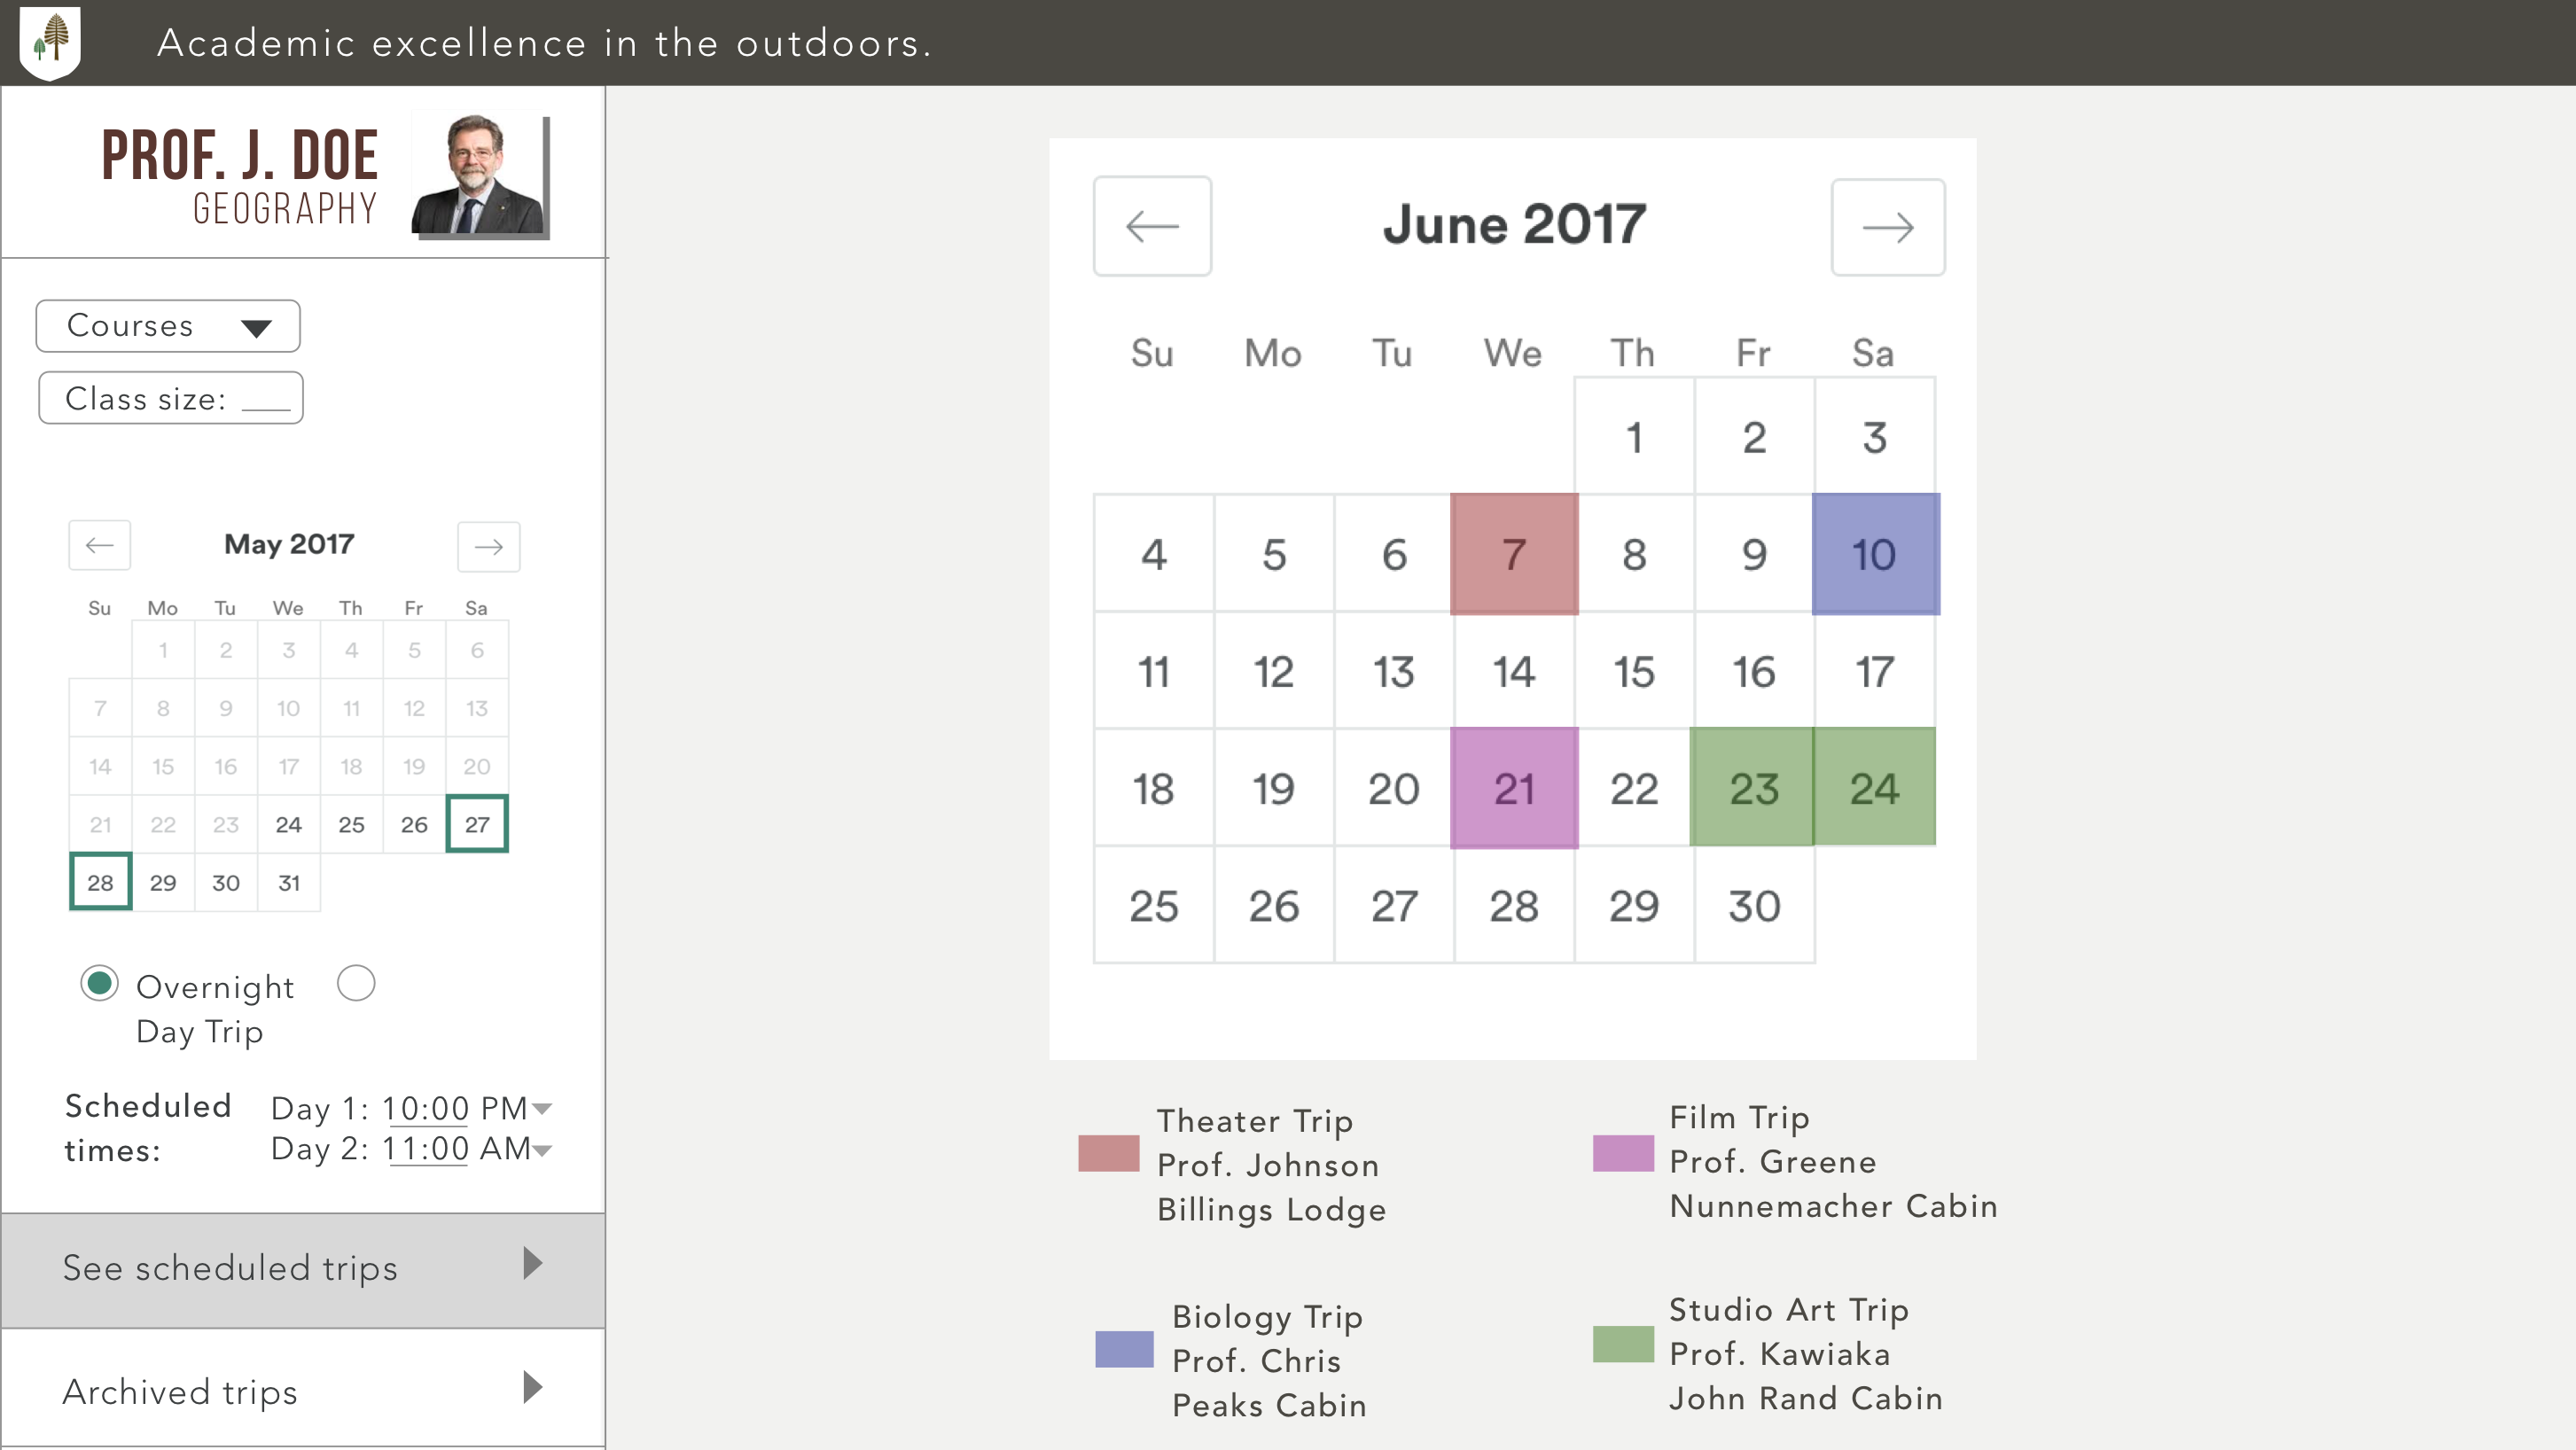 Academic excellence in the outdoors.
PROF. J. DOE
GEOGRAPHY
Courses
Class size: ___
May 2017
Su Mo Tu We Th Fr Sa
1 2 3 4 5 6
7 8 9 10 11 12 13
14 15 16 17 18 19 20
21 22 23 24 25 26 27
28 29 30 31
Overnight
Day Trip
Scheduled times:
Day 1: 10:00 PM
Day 2: 11:00 AM
See scheduled trips
Archived trips
June 2017
Su Mo Tu We Th Fr Sa
1 2 3
4 5 6 7 8 9 10
11 12 13 14 15 16 17
18 19 20 21 22 23 24
25 26 27 28 29 30
Theater Trip
Prof. Johnson
Billings Lodge
Film Trip
Prof. Greene
Nunnemacher Cabin
Biology Trip
Prof. Chris
Peaks Cabin
Studio Art Trip
Prof. Kawiaka
John Rand Cabin